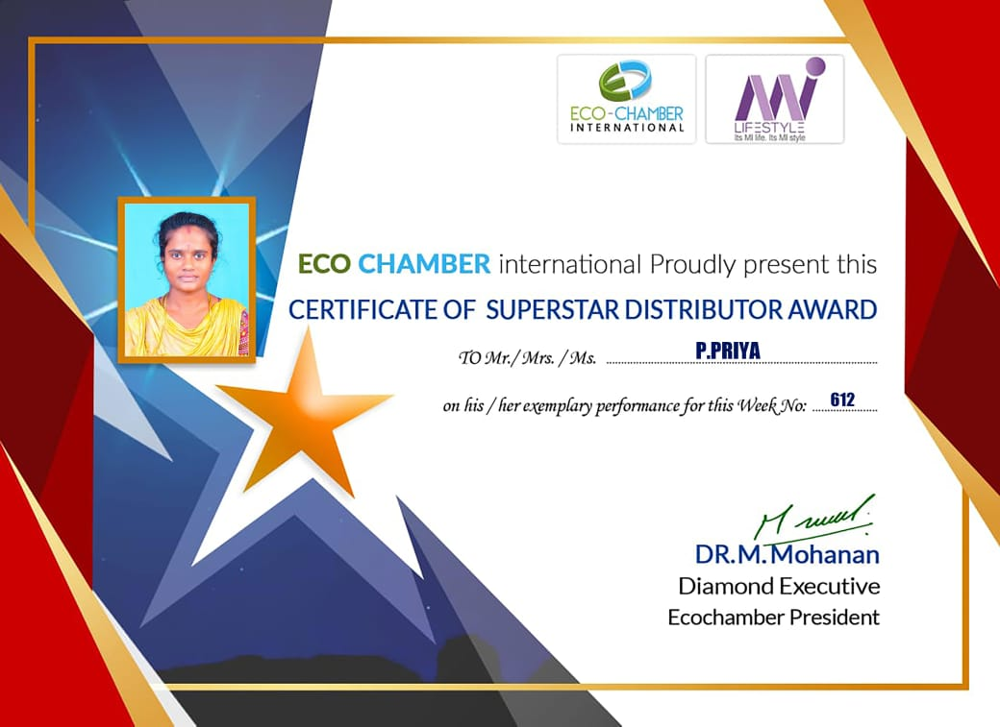 ECO-CHAMBER
INTERNATIONAL
Mi
LIFESTYLE
Its MI life. Its MI style
ECO CHAMBER international Proudly present this
CERTIFICATE OF SUPERSTAR DISTRIBUTOR AWARD
TO Mr./ Mrs. / Ms. P.PRIYA
on his / her exemplary performance for this Week No: 612
DR.M.Mohanan
Diamond Executive
Ecochamber President